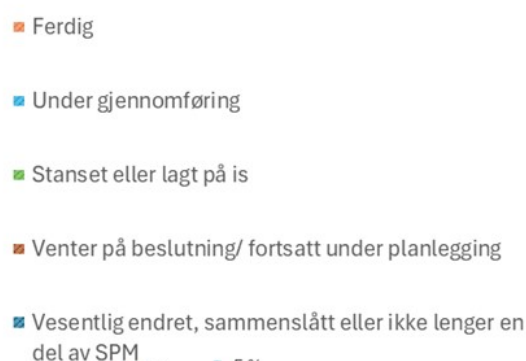 Ferdig
Under gjennomføring
Stanset eller lagt på is
Venter på beslutning/ fortsatt under planlegging
Vesentlig endret, sammenslått eller ikke lenger en
del av SPM